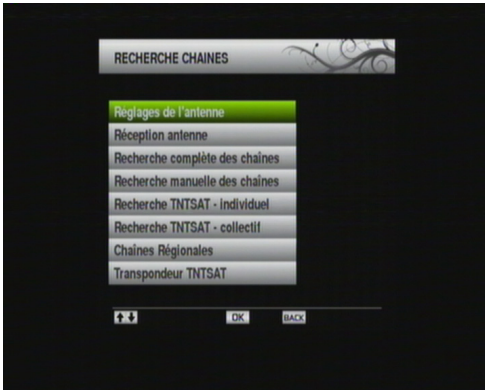 RECHERCHE CHAINES
Réglages de l'antenne
Réception antenne
Recherche complète des chaînes
Recherche manuelle des chaînes
Recherche TNTSAT - individuel
Recherche TNTSAT - collectif
Chaînes Régionales
Transpondeur TNTSAT
OK BACK